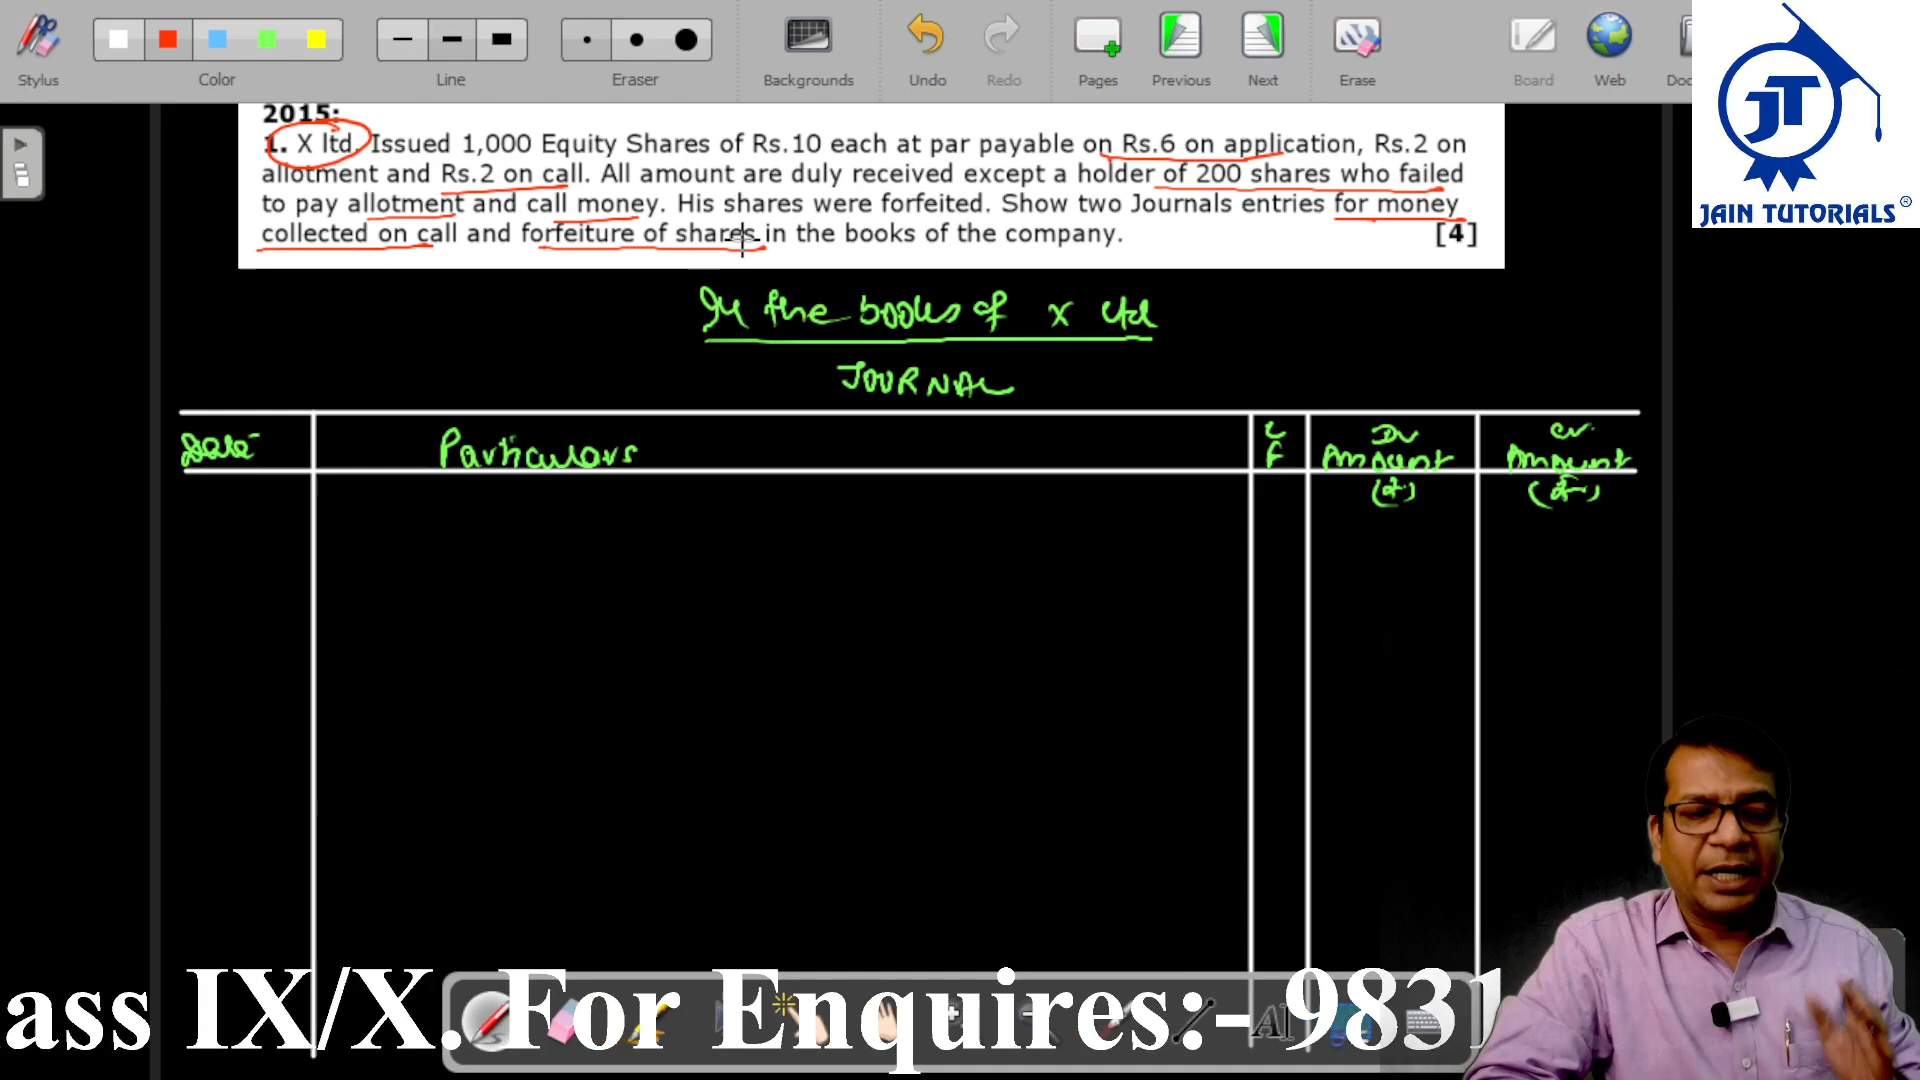 Stylus
Color
Line
Eraser
Backgrounds
Undo
Redo
Pages
Previous
Next
Erase
Board
Web
JT
JAIN TUTORIALS®
2015:
1. X ltd. Issued 1,000 Equity Shares of Rs.10 each at par payable on Rs.6 on application, Rs.2 on
allotment and Rs.2 on call. All amount are duly received except a holder of 200 shares who failed
to pay allotment and call money. His shares were forfeited. Show two Journals entries for money
collected on call and forfeiture of shares in the books of the company. [4]
In the books of X Ltd
JOURNAL
Date Particulars L F Dr Amount (₹) Cr Amount (₹)
ass IX/X. For Enquires:- 9831